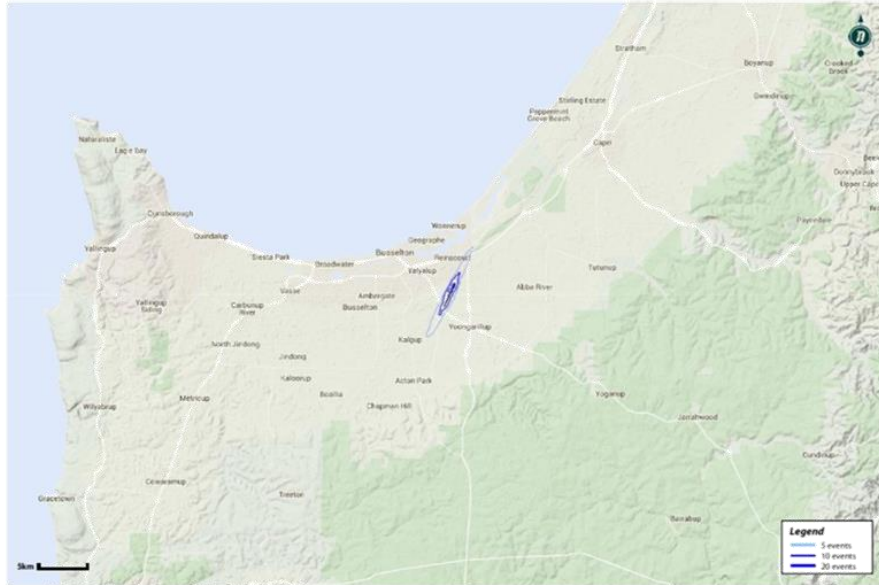 Stratham
Boyanup
Crooked
Brook
Gwindinup
Stirling Estate
Peppermint
Grove Beach
Capel
Naturaliste
Eagle Bay
Donnybrook
Upper Capel
Paynedale
Dunsborough
Wonnerup
Quindalup
Geographe
Yallingup
Siesta Park
Broadwater
Busselton
Reinscourt
Yalyalup
Tutunup
Abba River
Vasse
Ambergate
Yallingup
Siding
Carbunup
River
Busselton
Yoongarillup
Kalgup
North Jindong
Jindong
Kaloorup
Acton Park
Boallia
Yoganup
Metricup
Wilyabrup
Chapman Hill
Jarrahwood
Cundinup
Cowaramup
Gracetown
Treeton
Barrabup
Legend
5 events
10 events
20 events
5km